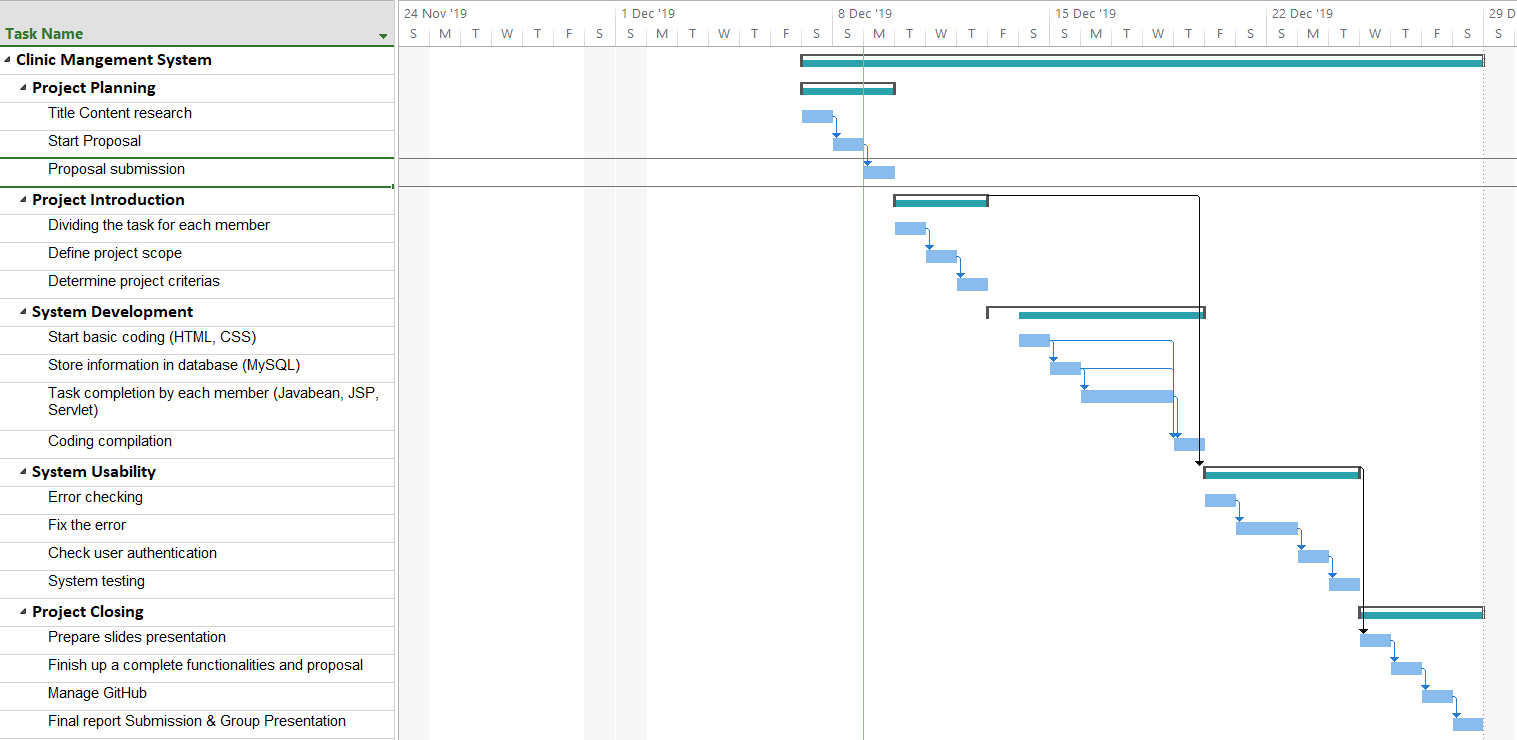 24 Nov '19 1 Dec '19 8 Dec '19 15 Dec '19 22 Dec '19 29 D
Task Name S M T W T F S S M T W T F S S M T W T F S S M T W T F S S M T W T F S S
Clinic Mangement System
Project Planning
Title Content research
Start Proposal
Proposal submission
Project Introduction
Dividing the task for each member
Define project scope
Determine project criterias
System Development
Start basic coding (HTML, CSS)
Store information in database (MySQL)
Task completion by each member (Javabean, JSP,
Servlet)
Coding compilation
System Usability
Error checking
Fix the error
Check user authentication
System testing
Project Closing
Prepare slides presentation
Finish up a complete functionalities and proposal
Manage GitHub
Final report Submission & Group Presentation